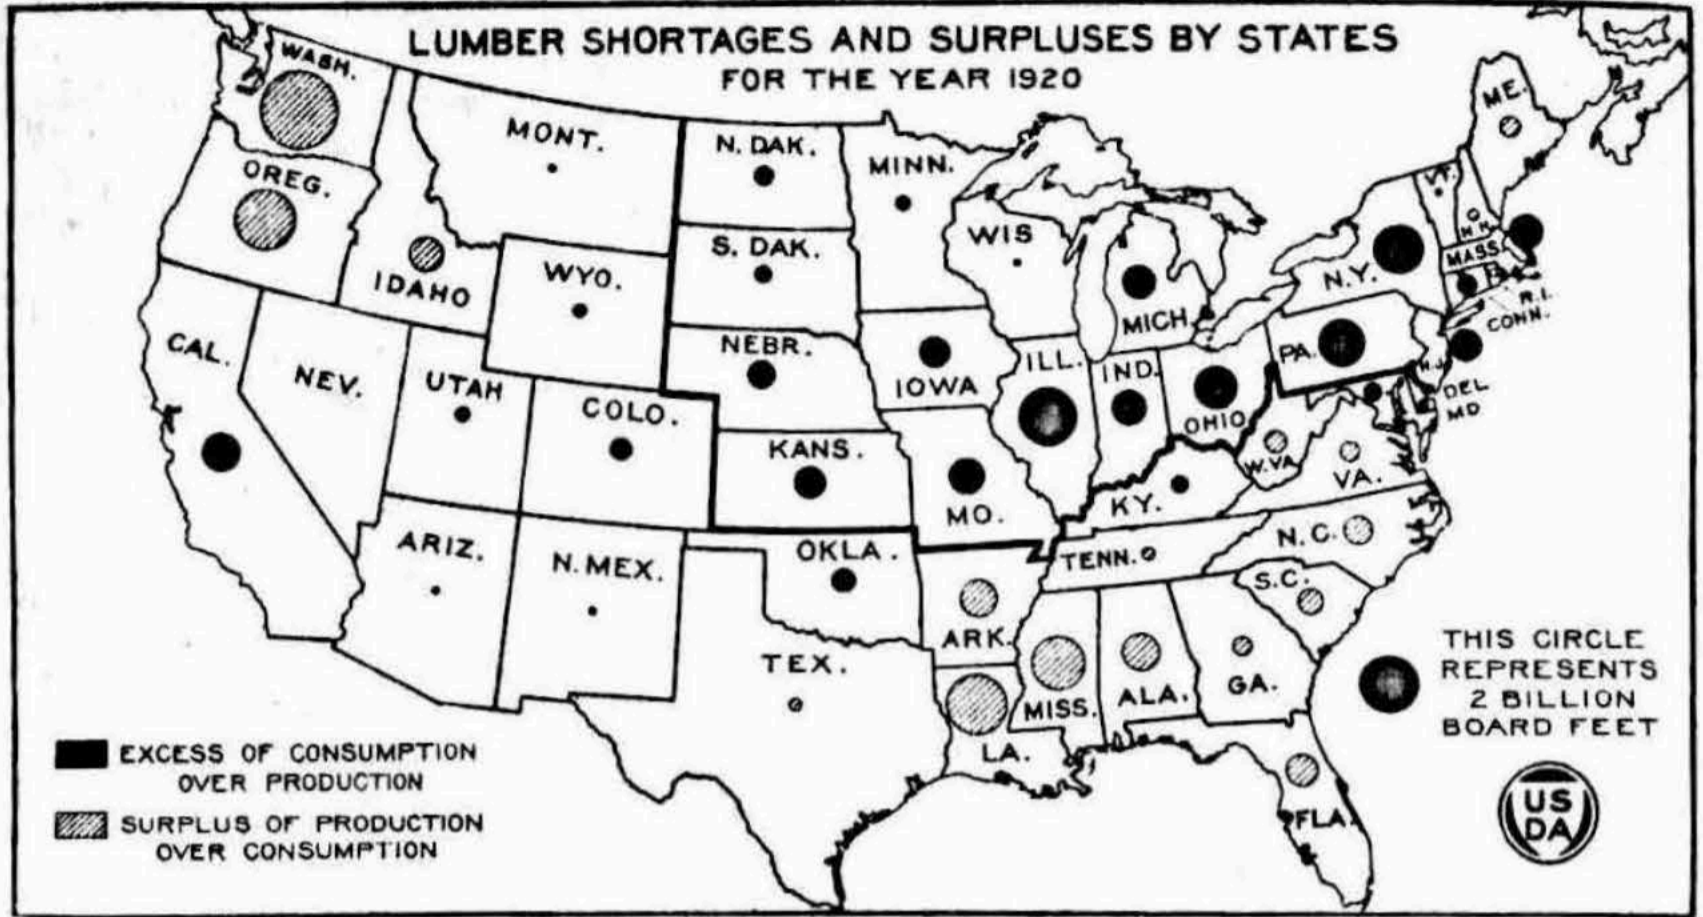 LUMBER SHORTAGES AND SURPLUSES BY STATES
FOR THE YEAR 1920
WASH.
OREG.
IDAHO
MONT.
WYO.
CAL.
NEV.
UTAH
COLO.
ARIZ.
N. MEX.
N. DAK.
S. DAK.
NEBR.
KANS.
OKLA.
TEX.
MINN.
IOWA
MO.
ARK.
LA.
WIS
ILL.
MICH.
IND.
OHIO
KY.
TENN.
MISS.
ALA.
GA.
FLA.
S.C.
N.C.
VA.
W.VA.
PA.
N.Y.
N.J.
DEL
MD
CONN.
R.I.
MASS.
N.H.
VT.
ME.
THIS CIRCLE
REPRESENTS
2 BILLION
BOARD FEET
EXCESS OF CONSUMPTION
OVER PRODUCTION
SURPLUS OF PRODUCTION
OVER CONSUMPTION
US
DA